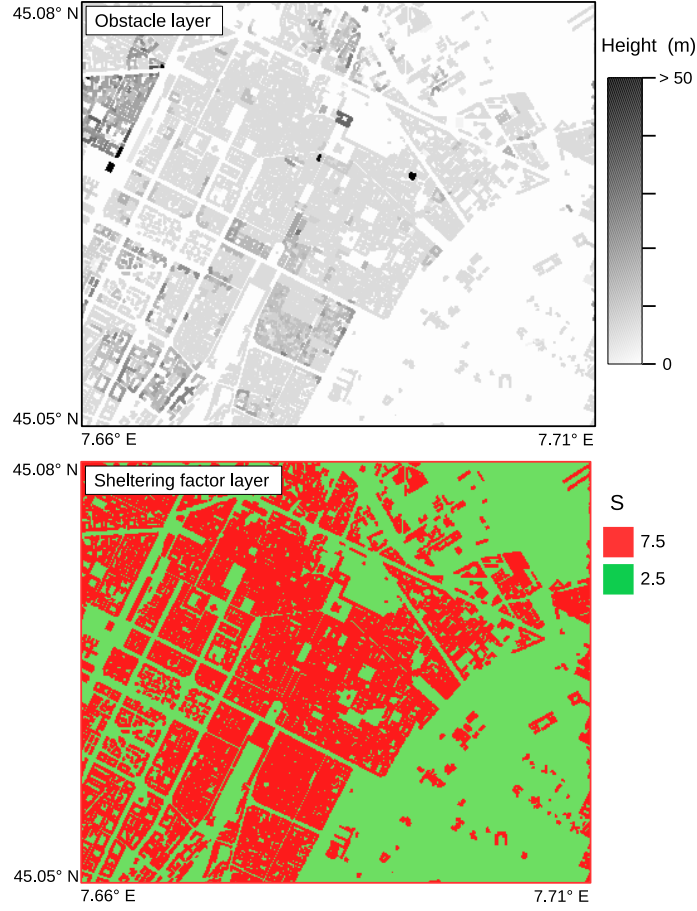 45.08° N
Obstacle layer
Height (m)
> 50
0
45.05° N
7.66° E
7.71° E
45.08° N
Sheltering factor layer
S
7.5
2.5
45.05° N
7.66° E
7.71° E